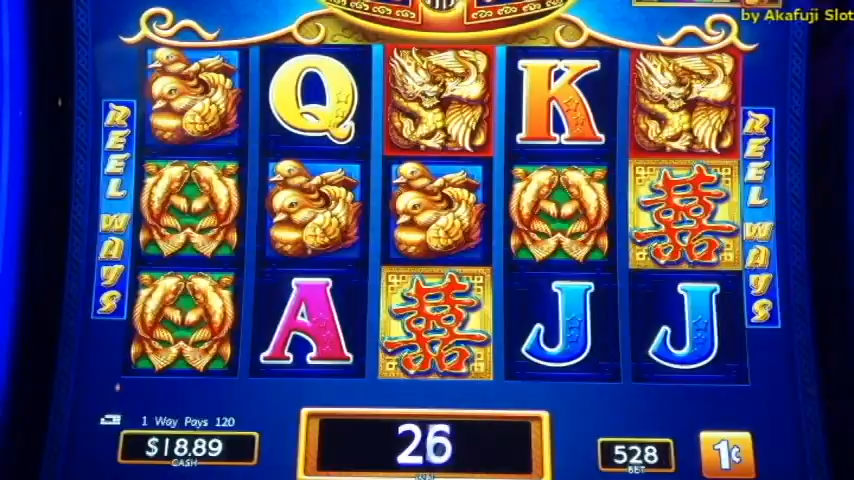 by Akafuji Slot
Q
K
REEL WAYS
囍
REEL WAYS
A
囍
J
J
1 Way Pays 120
$18.89
CASH
26
WIN
528
BET
1¢